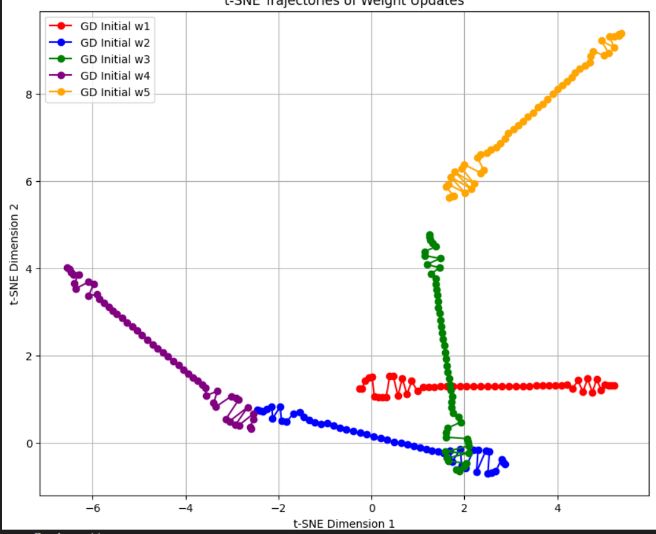 t-SNE Trajectories of Weight Updates
GD Initial w1
GD Initial w2
GD Initial w3
GD Initial w4
GD Initial w5
8
6
4
2
0
t-SNE Dimension 2
−6
−4
−2
0
2
4
t-SNE Dimension 1